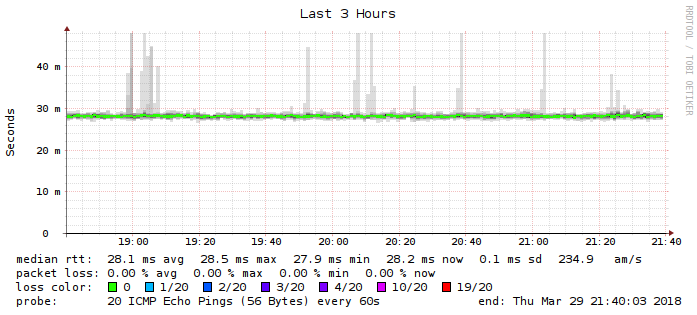 Last 3 Hours
RRDTOOL / TOBI OETIKER
Seconds
40 m
30 m
20 m
10 m
0
19:00 19:20 19:40 20:00 20:20 20:40 21:00 21:20 21:40
median rtt: 28.1 ms avg 28.5 ms max 27.9 ms min 28.2 ms now 0.1 ms sd 234.9 am/s
packet loss: 0.00 % avg 0.00 % max 0.00 % min 0.00 % now
loss color: 0 1/20 2/20 3/20 4/20 10/20 19/20
probe: 20 ICMP Echo Pings (56 Bytes) every 60s end: Thu Mar 29 21:40:03 2018